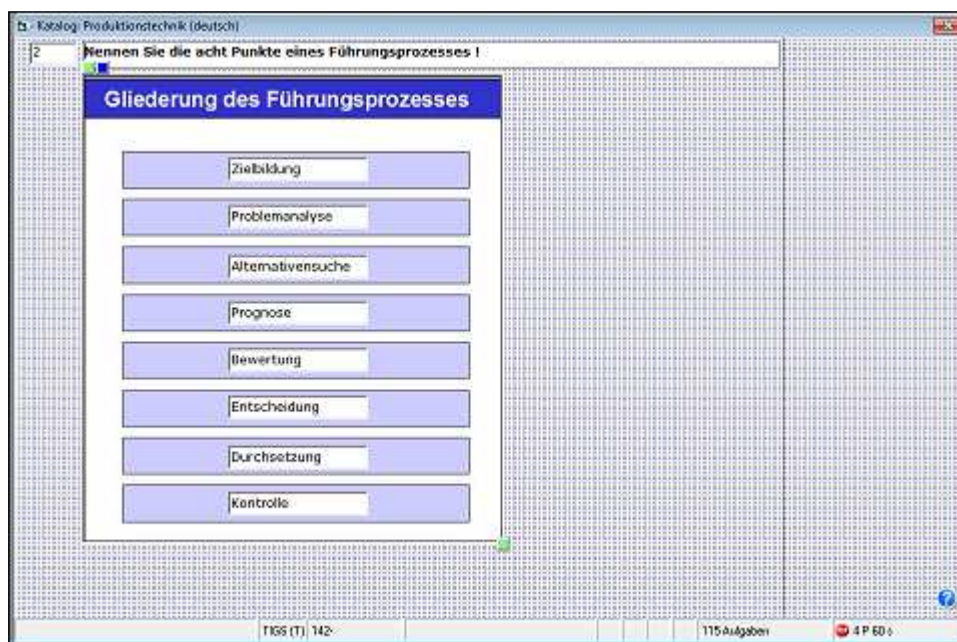 Katalog: Produktionstechnik (deutsch)
2 Nennen Sie die acht Punkte eines Führungsprozesses !
Gliederung des Führungsprozesses
Zielbildung
Problemanalyse
Alternativensuche
Prognose
Bewertung
Entscheidung
Durchsetzung
Kontrolle
142- 115 Aufgaben 4 P 60 s